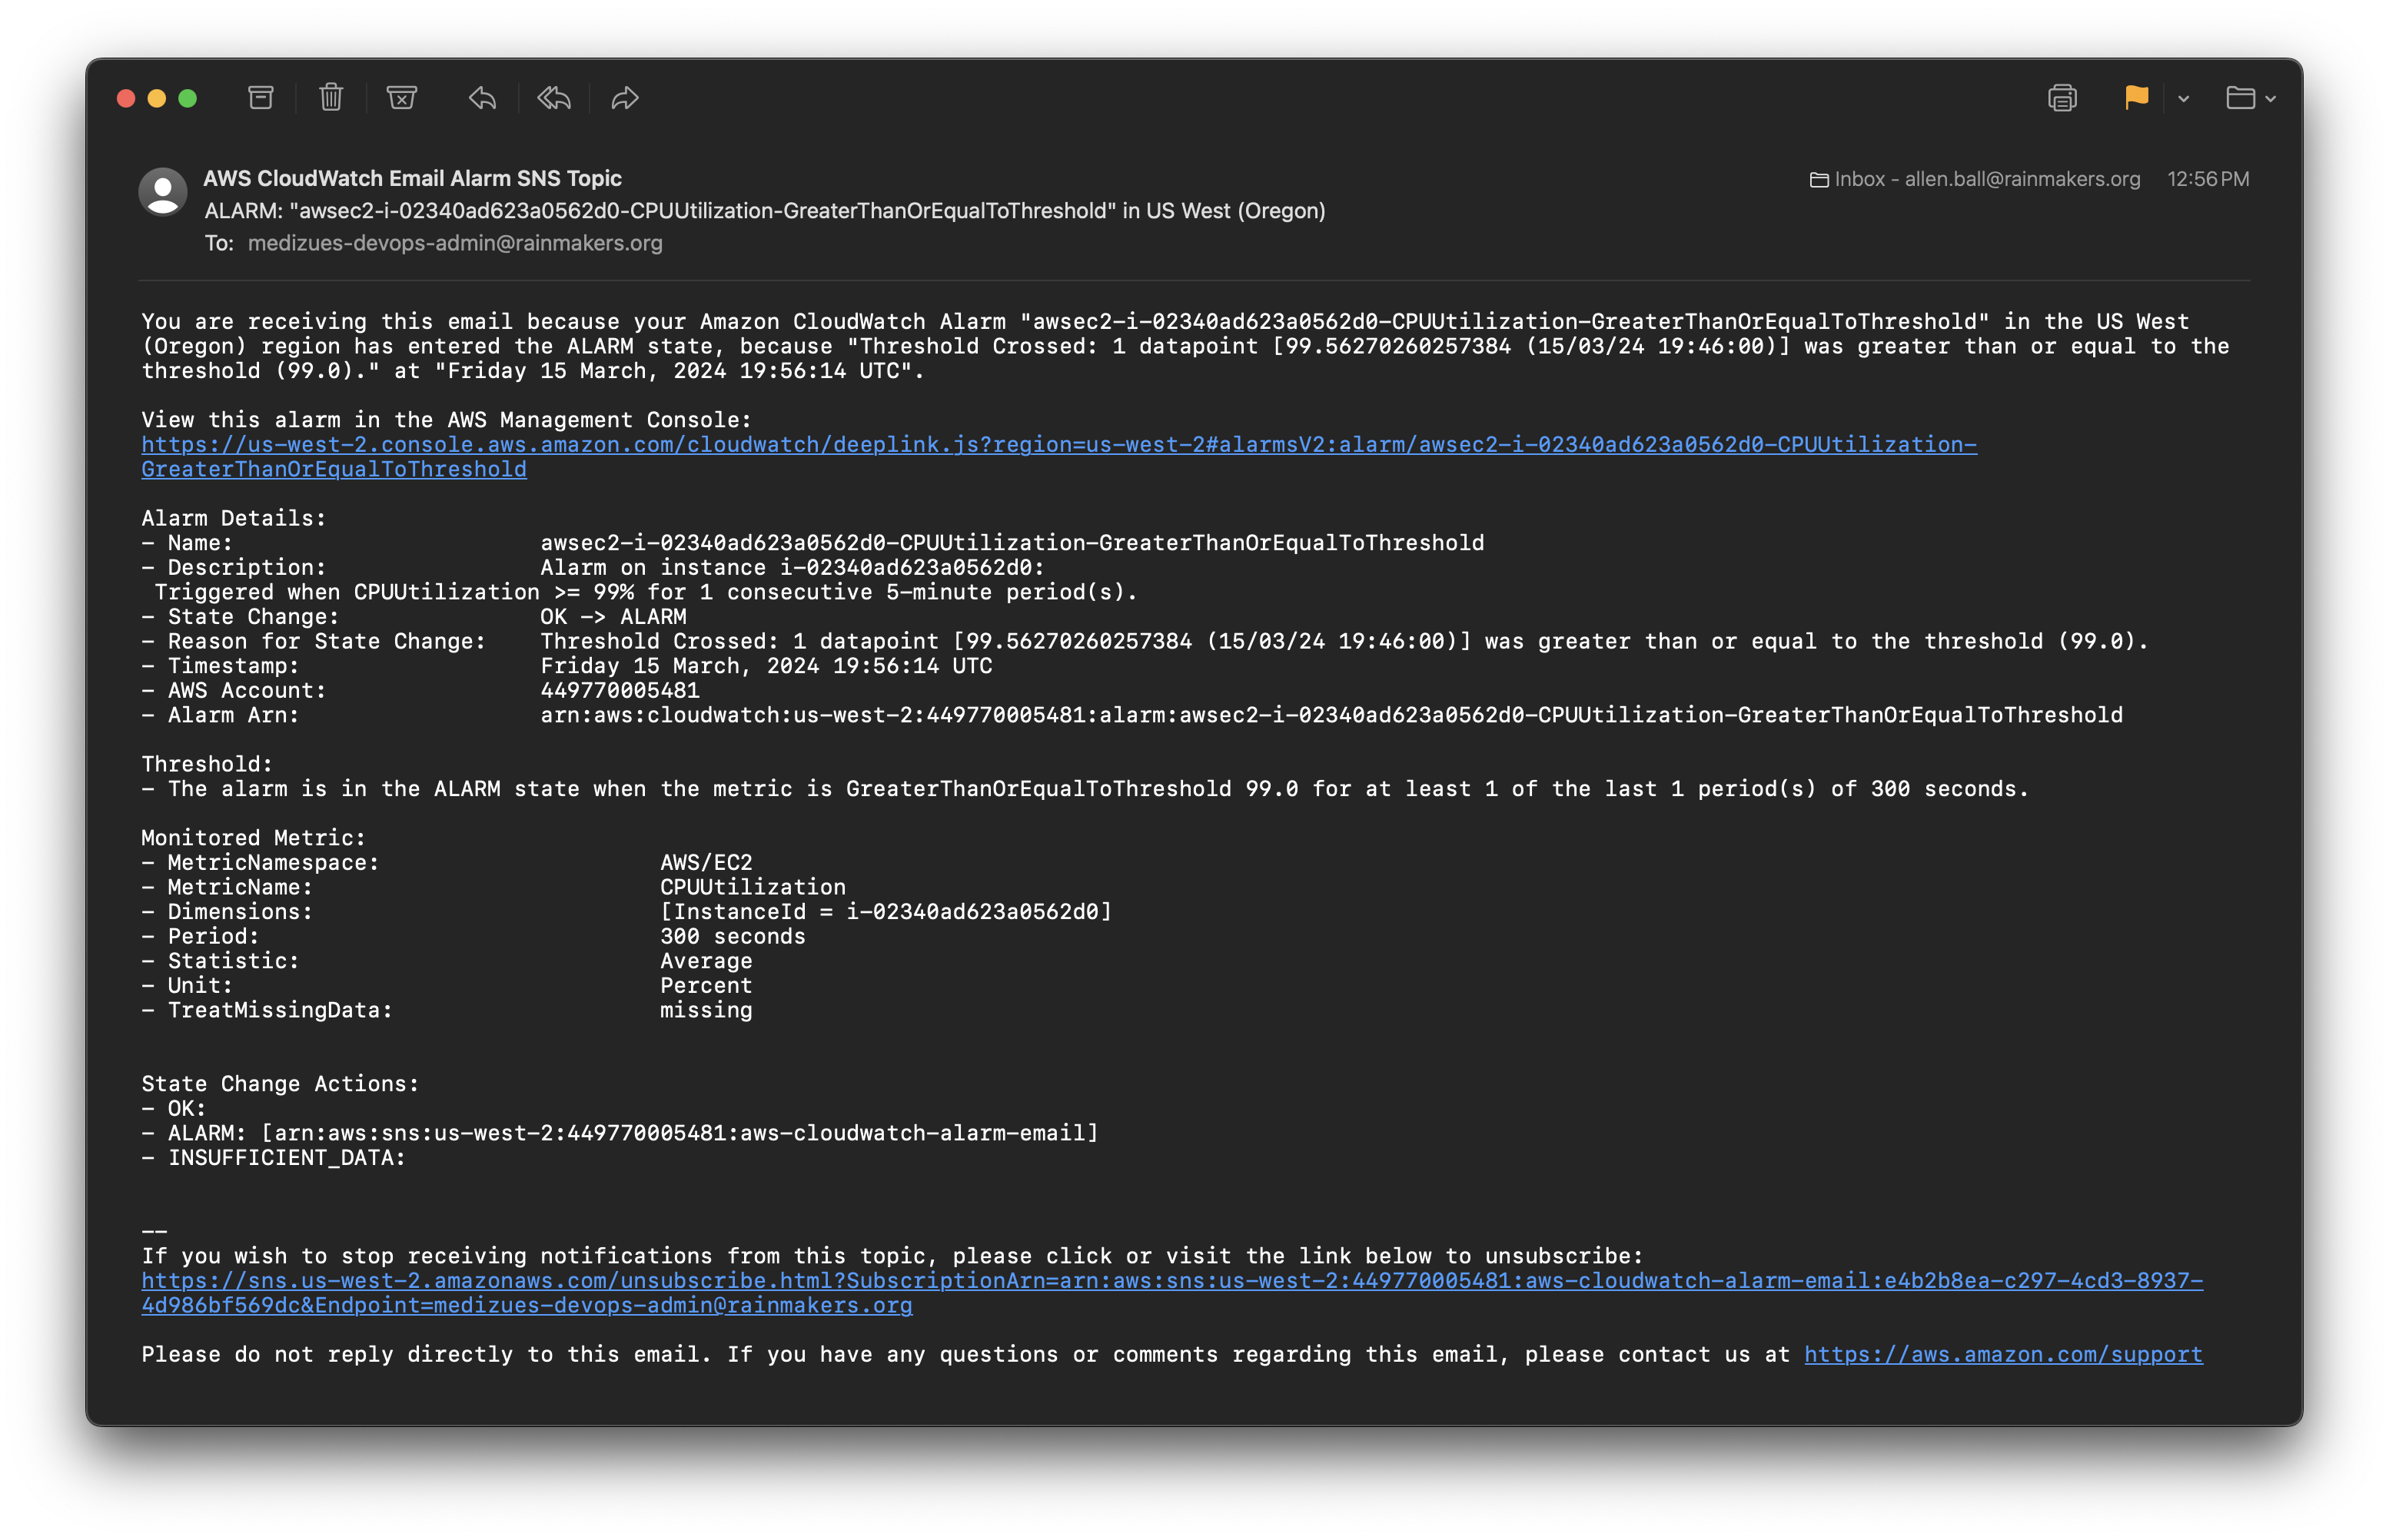 AWS CloudWatch Email Alarm SNS Topic
Inbox - allen.ball@rainmakers.org 12:56 PM
ALARM: "awsec2-i-02340ad623a0562d0-CPUUtilization-GreaterThanOrEqualToThreshold" in US West (Oregon)
To: medizues-devops-admin@rainmakers.org
You are receiving this email because your Amazon CloudWatch Alarm "awsec2-i-02340ad623a0562d0-CPUUtilization-GreaterThanOrEqualToThreshold" in the US West
(Oregon) region has entered the ALARM state, because "Threshold Crossed: 1 datapoint [99.56270260257384 (15/03/24 19:46:00)] was greater than or equal to the
threshold (99.0)." at "Friday 15 March, 2024 19:56:14 UTC".
View this alarm in the AWS Management Console:
https://us-west-2.console.aws.amazon.com/cloudwatch/deeplink.js?region=us-west-2#alarmsV2:alarm/awsec2-i-02340ad623a0562d0-CPUUtilization-
GreaterThanOrEqualToThreshold
Alarm Details:
- Name: awsec2-i-02340ad623a0562d0-CPUUtilization-GreaterThanOrEqualToThreshold
- Description: Alarm on instance i-02340ad623a0562d0:
Triggered when CPUUtilization >= 99% for 1 consecutive 5-minute period(s).
- State Change: OK -> ALARM
- Reason for State Change: Threshold Crossed: 1 datapoint [99.56270260257384 (15/03/24 19:46:00)] was greater than or equal to the threshold (99.0).
- Timestamp: Friday 15 March, 2024 19:56:14 UTC
- AWS Account: 449770005481
- Alarm Arn: arn:aws:cloudwatch:us-west-2:449770005481:alarm:awsec2-i-02340ad623a0562d0-CPUUtilization-GreaterThanOrEqualToThreshold
Threshold:
- The alarm is in the ALARM state when the metric is GreaterThanOrEqualToThreshold 99.0 for at least 1 of the last 1 period(s) of 300 seconds.
Monitored Metric:
- MetricNamespace: AWS/EC2
- MetricName: CPUUtilization
- Dimensions: [InstanceId = i-02340ad623a0562d0]
- Period: 300 seconds
- Statistic: Average
- Unit: Percent
- TreatMissingData: missing
State Change Actions:
- OK:
- ALARM: [arn:aws:sns:us-west-2:449770005481:aws-cloudwatch-alarm-email]
- INSUFFICIENT_DATA:
--
If you wish to stop receiving notifications from this topic, please click or visit the link below to unsubscribe:
https://sns.us-west-2.amazonaws.com/unsubscribe.html?SubscriptionArn=arn:aws:sns:us-west-2:449770005481:aws-cloudwatch-alarm-email:e4b2b8ea-c297-4cd3-8937-
4d986bf569dc&Endpoint=medizues-devops-admin@rainmakers.org
Please do not reply directly to this email. If you have any questions or comments regarding this email, please contact us at https://aws.amazon.com/support